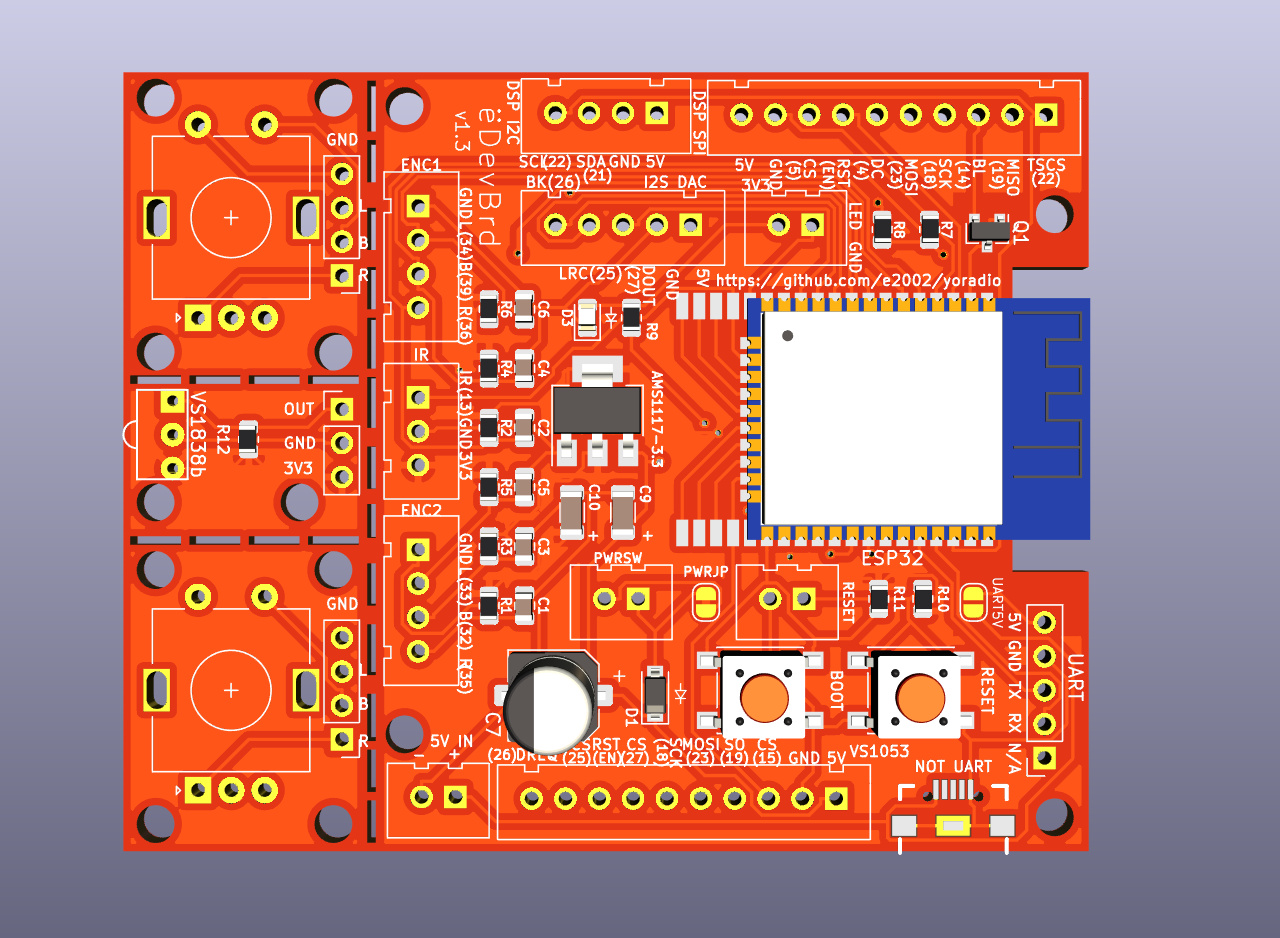 DSP I2C
DSP SPI
ëDevBrd
v1.3
SCL(22) SDA GND 5V
(21)
BK(26) I2S DAC
5V
GND
CS
(5)
RST
(EN)
DC
(4)
MOSI
(23)
SCK
(18)
BL
(14)
MISO
(19)
TSCS
(22)
3V3
LED GND
R8
R7
Q1
LRC(25)
DOUT
(27)
GND
5V
https://github.com/e2002/yoradio
ENC1
GND
L(34)
B(39)
R(36)
GND
L
B
R
R6
C6
D3
R9
IR
R4
C4
AMS1117-3.3
IR(13)
GND
3V3
R2
C2
VS1838b
R12
OUT
GND
3V3
R5
C5
C10
C9
+
+
ENC2
GND
L(33)
B(32)
R(35)
R3
C3
R1
C1
PWRSW
PWRJP
RESET
ESP32
R11
R10
UART5V
GND
L
B
R
5V
GND
TX
RX
N/A
UART
C7
+
D1
BOOT
RESET
VS1053
NOT UART
5V IN
+
RST CS
SCK
(18)
MOSI SO CS
(26) (25) (EN) (27) (23) (19) (15) GND 5V